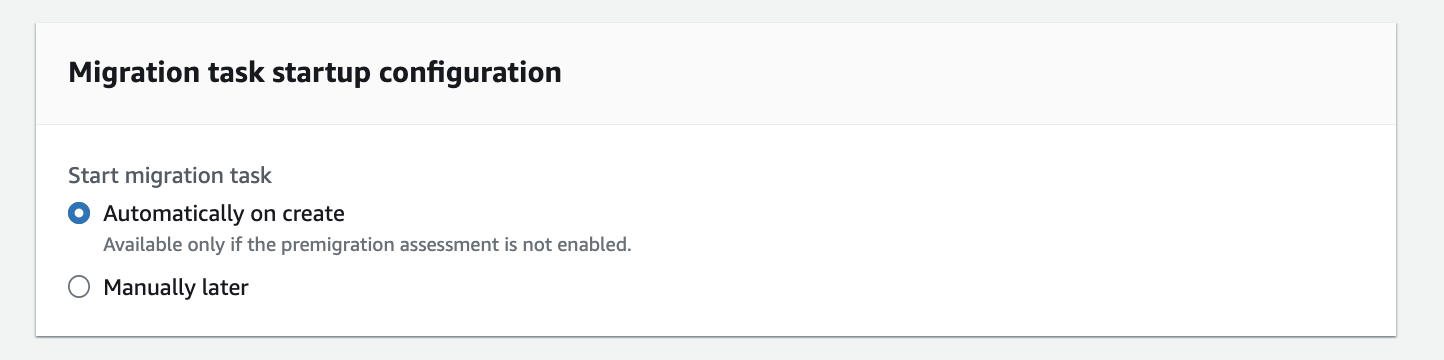 Migration task startup configuration
Start migration task
Automatically on create
Available only if the premigration assessment is not enabled.
Manually later